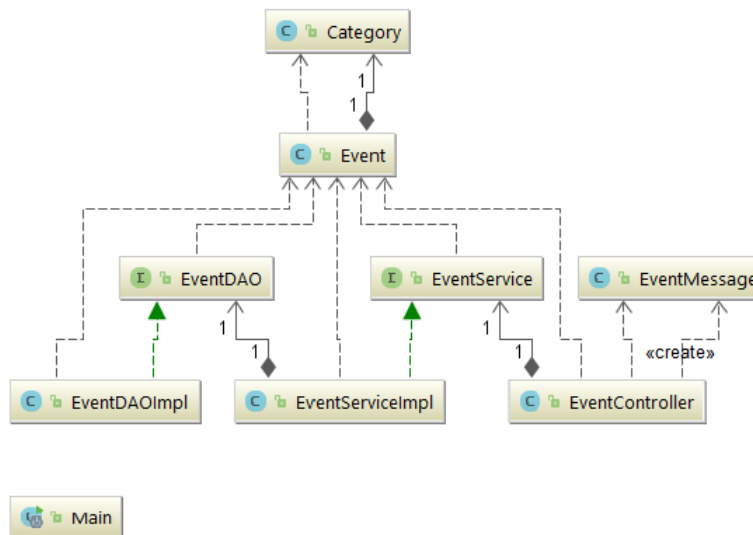 C Category
1
1
C Event
I EventDAO
I EventService
C EventMessage
1
1
1
1
«create»
C EventDAOImpl
C EventServiceImpl
C EventController
Main